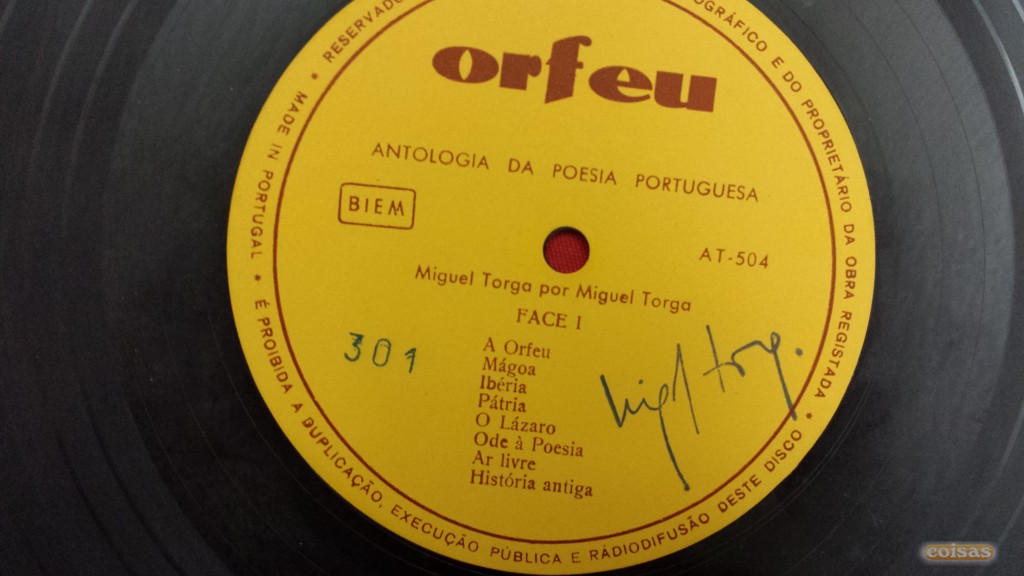 orfeu
ANTOLOGIA DA POESIA PORTUGUESA
BIEM
AT-504
Miguel Torga por Miguel Torga
FACE I
301
A Orfeu
Mágoa
Ibéria
Pátria
O Lázaro
Ode à Poesia
Ar livre
História antiga
Miguel Torga.
OGRÁFICO E DO PROPRIETÁRIO DA OBRA REGISTADA * É PROIBIDA A DUPLICAÇÃO, EXECUÇÃO PÚBLICA E RÁDIODIFUSÃO DESTE DISCO * MADE IN PORTUGAL * RESERVADO
coisas